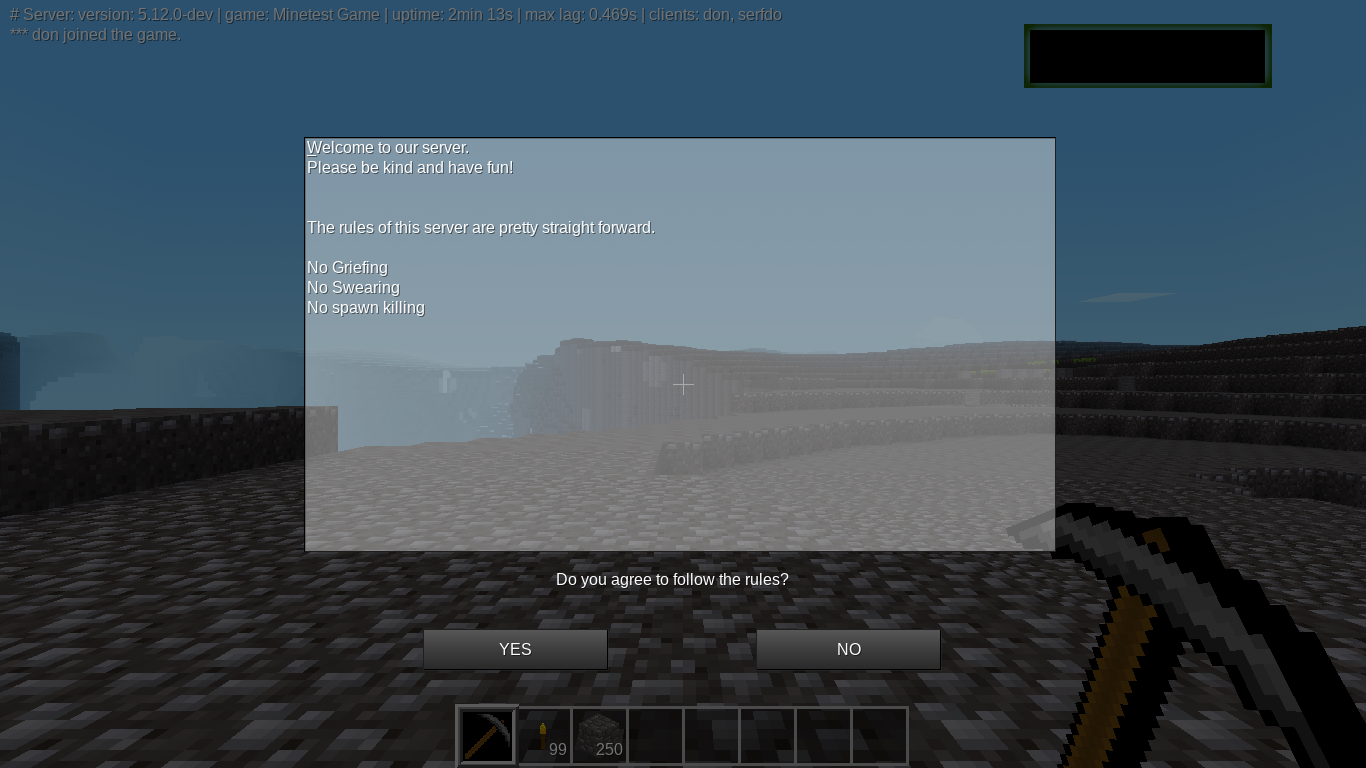 # Server: version: 5.12.0-dev | game: Minetest Game | uptime: 2min 13s | max lag: 0.469s | clients: don, serfdo
*** don joined the game.
Welcome to our server.
Please be kind and have fun!
The rules of this server are pretty straight forward.
No Griefing
No Swearing
No spawn killing
Do you agree to follow the rules?
YES
NO
99
250